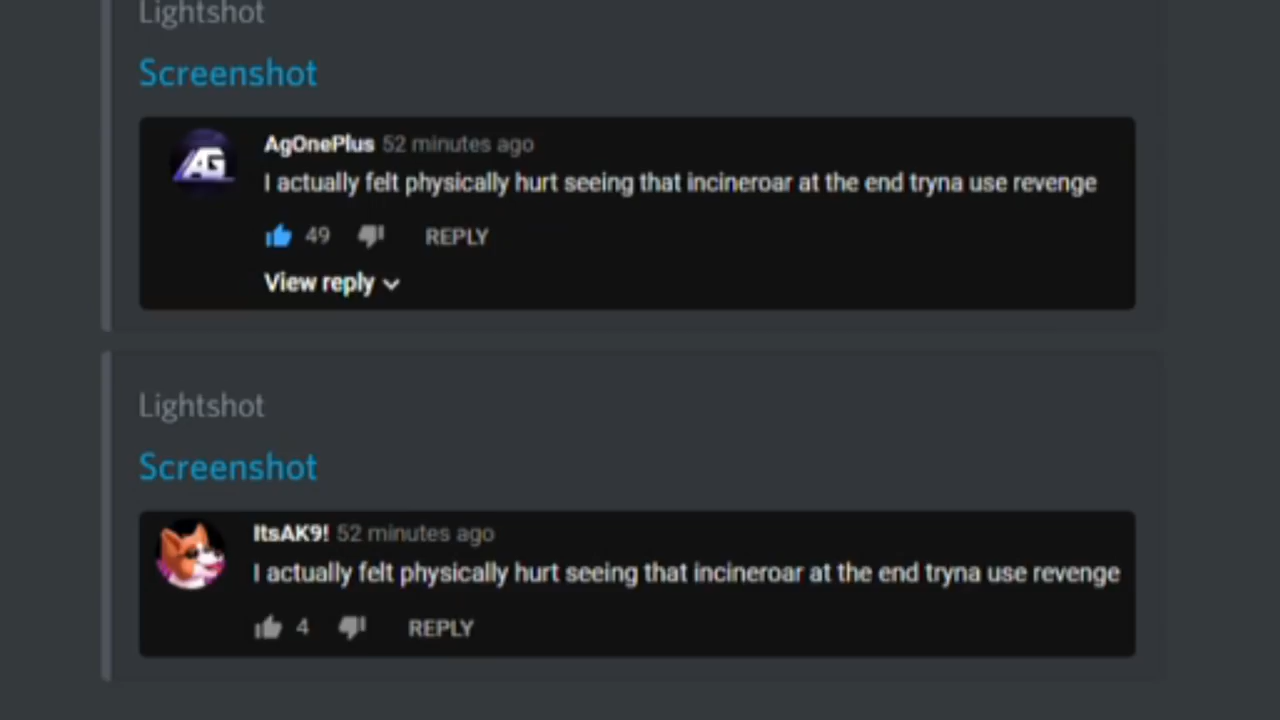 Lightshot
Screenshot
AG
AgOnePlus 52 minutes ago
I actually felt physically hurt seeing that incineroar at the end tryna use revenge
49 REPLY
View reply
Lightshot
Screenshot
ItsAK9! 52 minutes ago
I actually felt physically hurt seeing that incineroar at the end tryna use revenge
4 REPLY